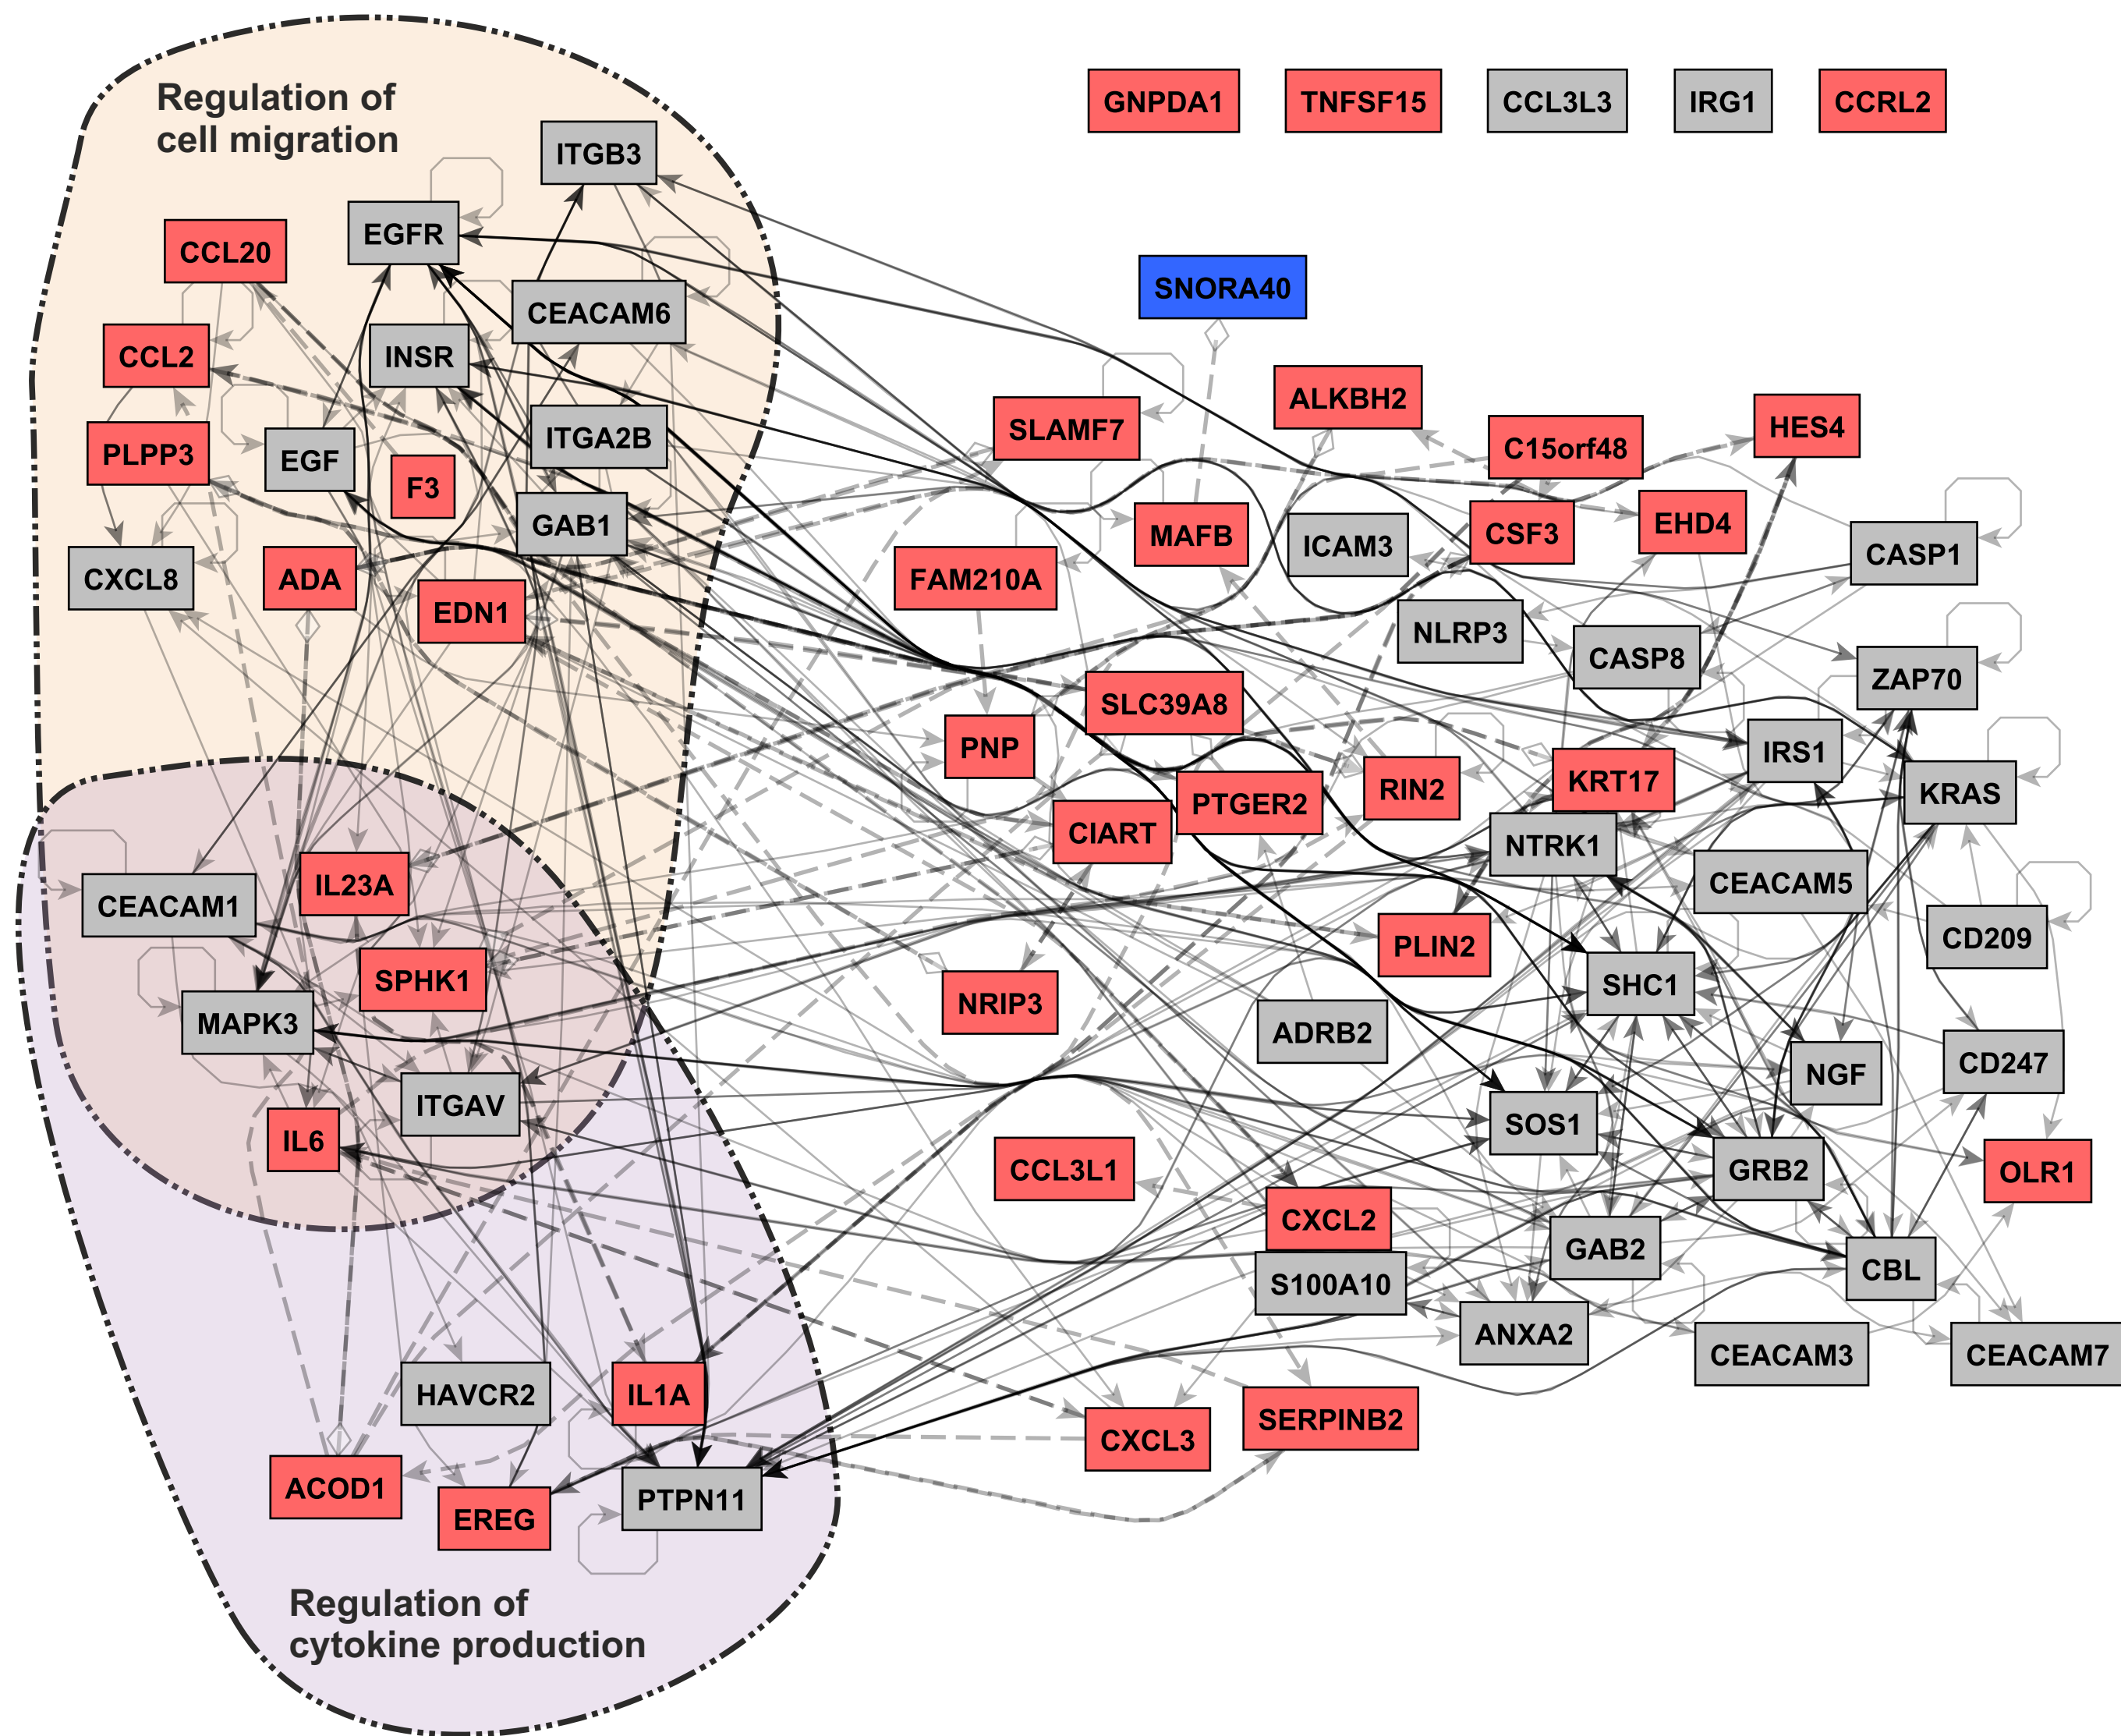 Regulation of
cell migration
ITGB3
GNPDA1
TNFSF15
CCL3L3
IRG1
CCRL2
EGFR
CCL20
SNORA40
CEACAM6
CCL2
INSR
ALKBH2
HES4
SLAMF7
C15orf48
PLPP3
EGF
ITGA2B
F3
GAB1
MAFB
ICAM3
CSF3
EHD4
CASP1
CXCL8
ADA
EDN1
FAM210A
NLRP3
CASP8
ZAP70
SLC39A8
PNP
IRS1
PTGER2
RIN2
KRT17
KRAS
CIART
NTRK1
CEACAM5
IL23A
CEACAM1
PLIN2
CD209
SPHK1
NRIP3
SHC1
MAPK3
ADRB2
NGF
CD247
ITGAV
SOS1
IL6
CCL3L1
GRB2
OLR1
CXCL2
GAB2
CBL
S100A10
ANXA2
CEACAM3
CEACAM7
HAVCR2
IL1A
CXCL3
SERPINB2
ACOD1
EREG
PTPN11
Regulation of
cytokine production